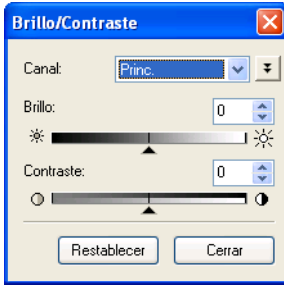 Brillo/Contraste
Canal: Princ.
Brillo: 0
Contraste: 0
Restablecer Cerrar